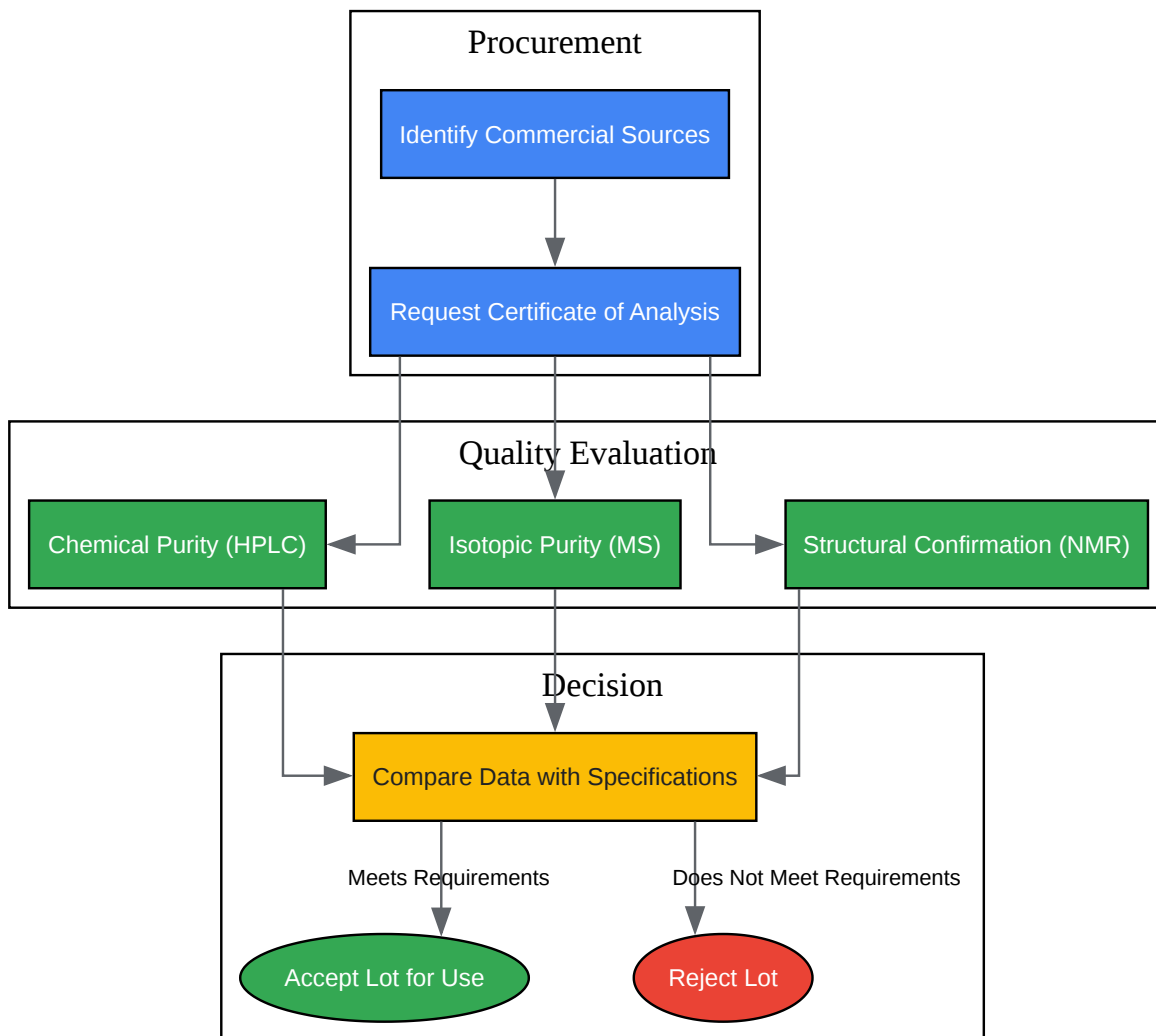 Procurement
Identify Commercial Sources
Request Certificate of Analysis
Quality Evaluation
Chemical Purity (HPLC)
Isotopic Purity (MS)
Structural Confirmation (NMR)
Decision
Compare Data with Specifications
Meets Requirements
Does Not Meet Requirements
Accept Lot for Use
Reject Lot